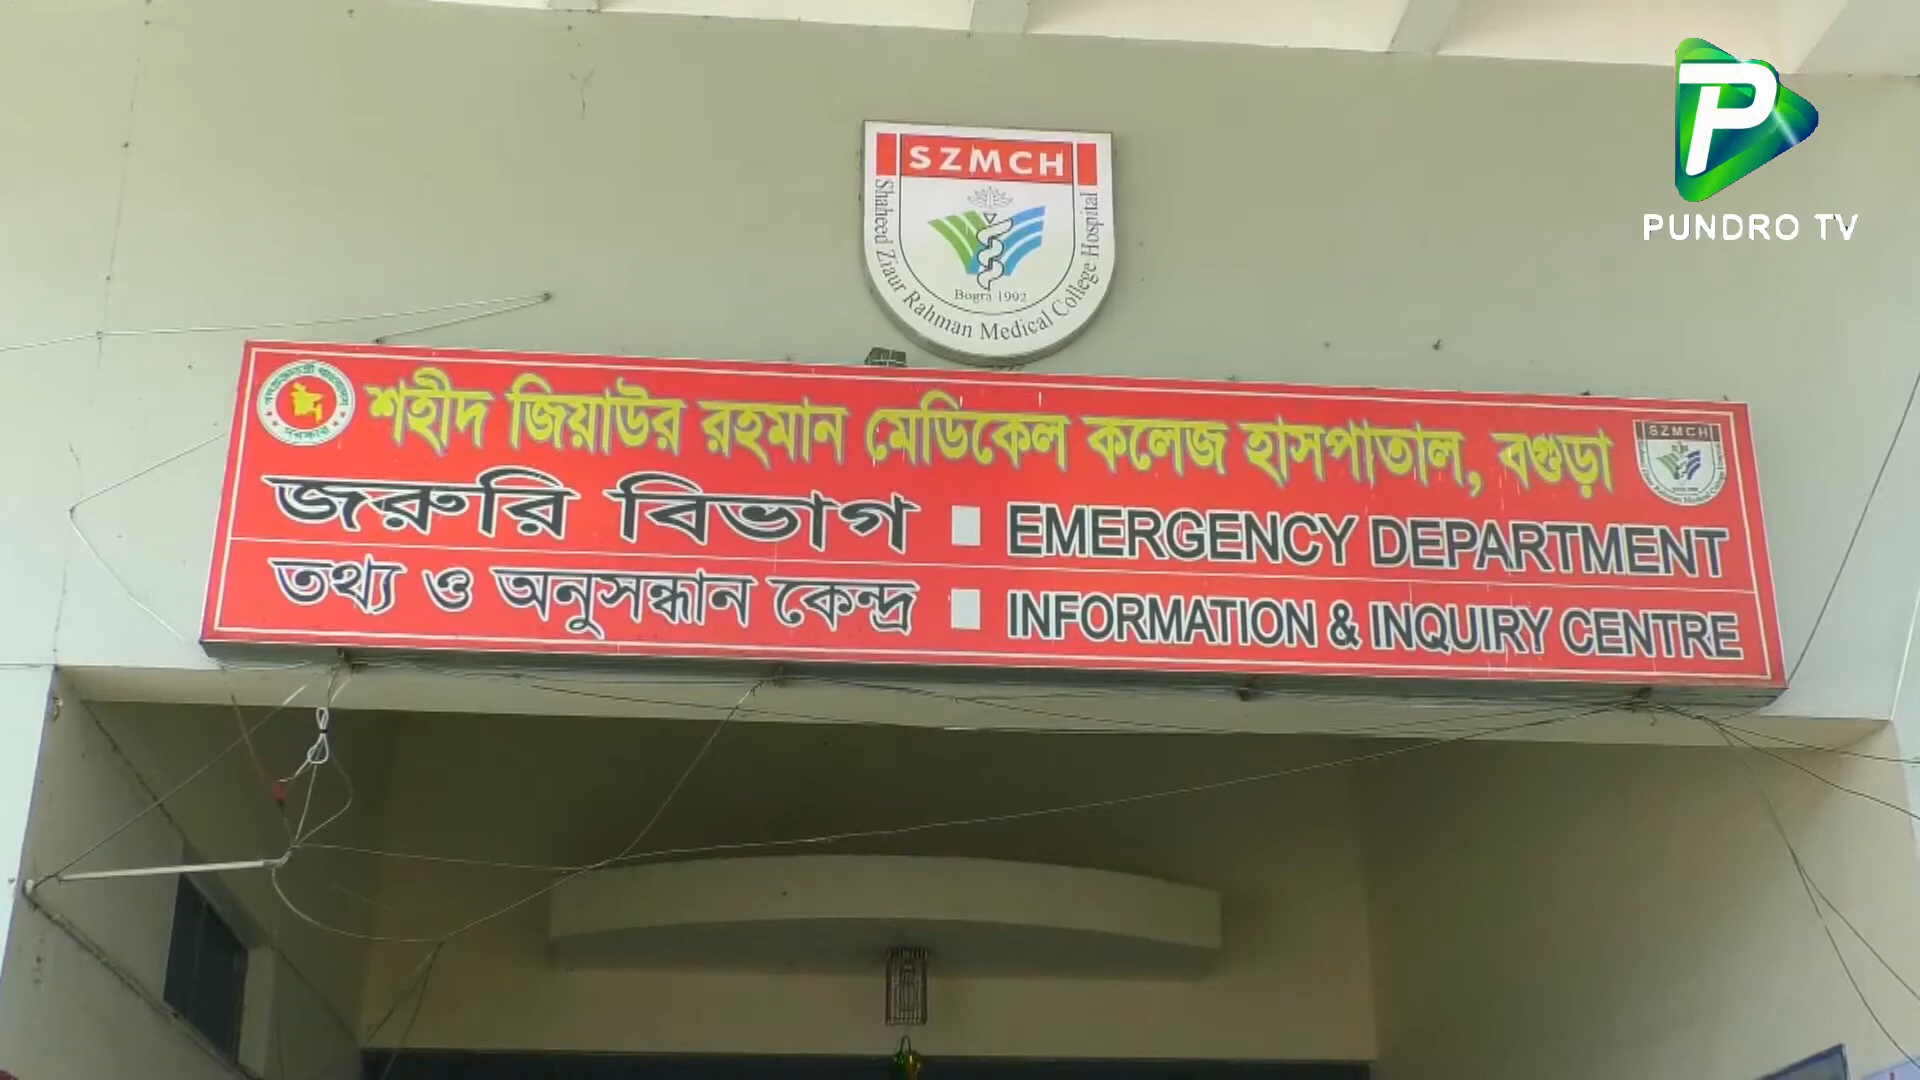 PUNDRO TV
SZMCH
Shaheed Ziaur Rahman Medical College Hospital
Bogra 1992
শহীদ জিয়াউর রহমান মেডিকেল কলেজ হাসপাতাল, বগুড়া
SZMCH
জরুরি বিভাগ
EMERGENCY DEPARTMENT
তথ্য ও অনুসন্ধান কেন্দ্র
INFORMATION & INQUIRY CENTRE